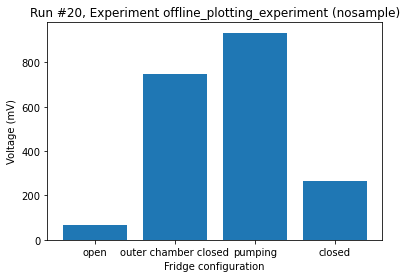 Run #20, Experiment offline_plotting_experiment (nosample)
Voltage (mV)
800
600
400
200
0
open outer chamber closed pumping closed
Fridge configuration